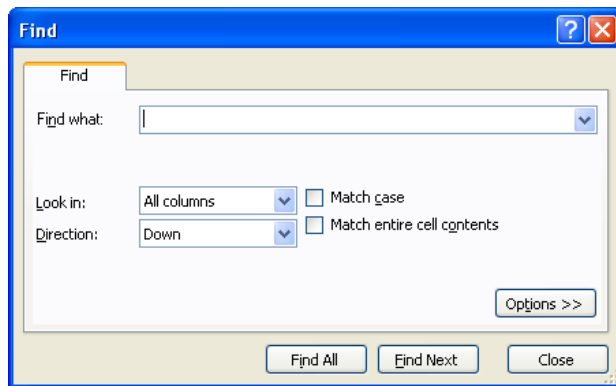 Find
Find
Find what:
Look in: All columns Match case
Direction: Down Match entire cell contents
Options >>
Find All Find Next Close